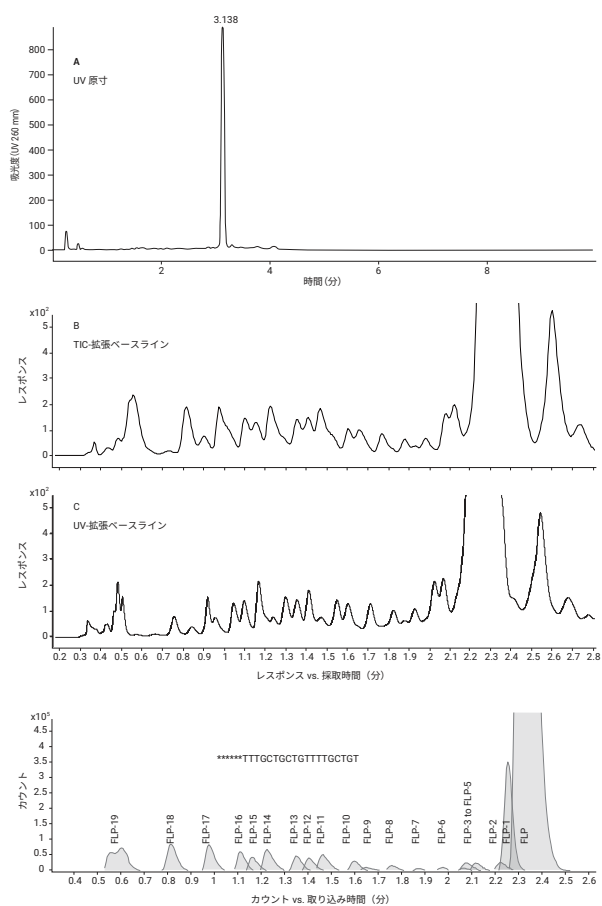 3.138
800
700
600
500
400
300
200
100
0
吸光度(UV 260 mm)
A
UV 原寸
2
4
6
8
時間(分)
x10²
5
4
3
2
1
0
レスポンス
B
TIC-拡張ベースライン
x10²
5
4
3
2
1
0
レスポンス
C
UV-拡張ベースライン
0.2 0.3 0.4 0.5 0.6 0.7 0.8 0.9 1 1.1 1.2 1.3 1.4 1.5 1.6 1.7 1.8 1.9 2 2.1 2.2 2.3 2.4 2.5 2.6 2.7 2.8
レスポンス vs. 採取時間（分）
x10⁵
4.5
4
3.5
3
2.5
2
1.5
1
0.5
0
カウント
******TTTGCTGCTGTTTTGCTGT
FLP-19
FLP-18
FLP-17
FLP-16
FLP-15
FLP-14
FLP-13
FLP-12
FLP-11
FLP-10
FLP-9
FLP-8
FLP-7
FLP-6
FLP-3 to FLP-5
FLP-2
FLP-1
FLP
0.4 0.5 0.6 0.7 0.8 0.9 1 1.1 1.2 1.3 1.4 1.5 1.6 1.7 1.8 1.9 2 2.1 2.2 2.3 2.4 2.5 2.6
カウント vs. 取り込み時間（分）